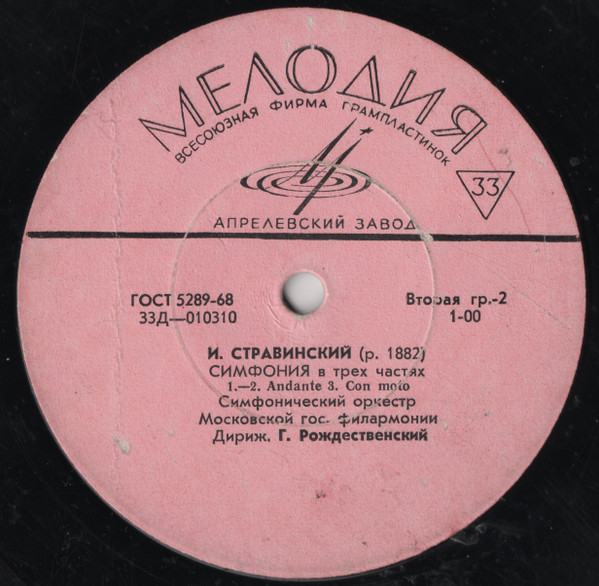 МЕЛОДИЯ
ВСЕСОЮЗНАЯ ФИРМА ГРАМПЛАСТИНОК
33
АПРЕЛЕВСКИЙ ЗАВОД
ГОСТ 5289-68
Вторая гр.-2
33Д—010310
1-00
И. СТРАВИНСКИЙ (р. 1882)
СИМФОНИЯ в трех частях
1.—2. Andante 3. Con moto
Симфонический оркестр
Московской гос. филармонии
Дириж. Г. Рождественский